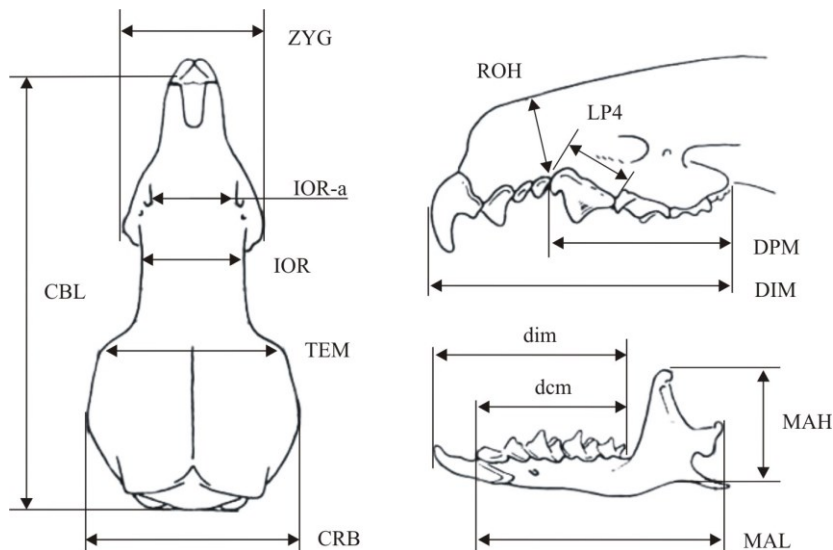 ZYG
IOR-a
IOR
CBL
TEM
CRB
ROH
LP4
DPM
DIM
dim
dcm
MAH
MAL